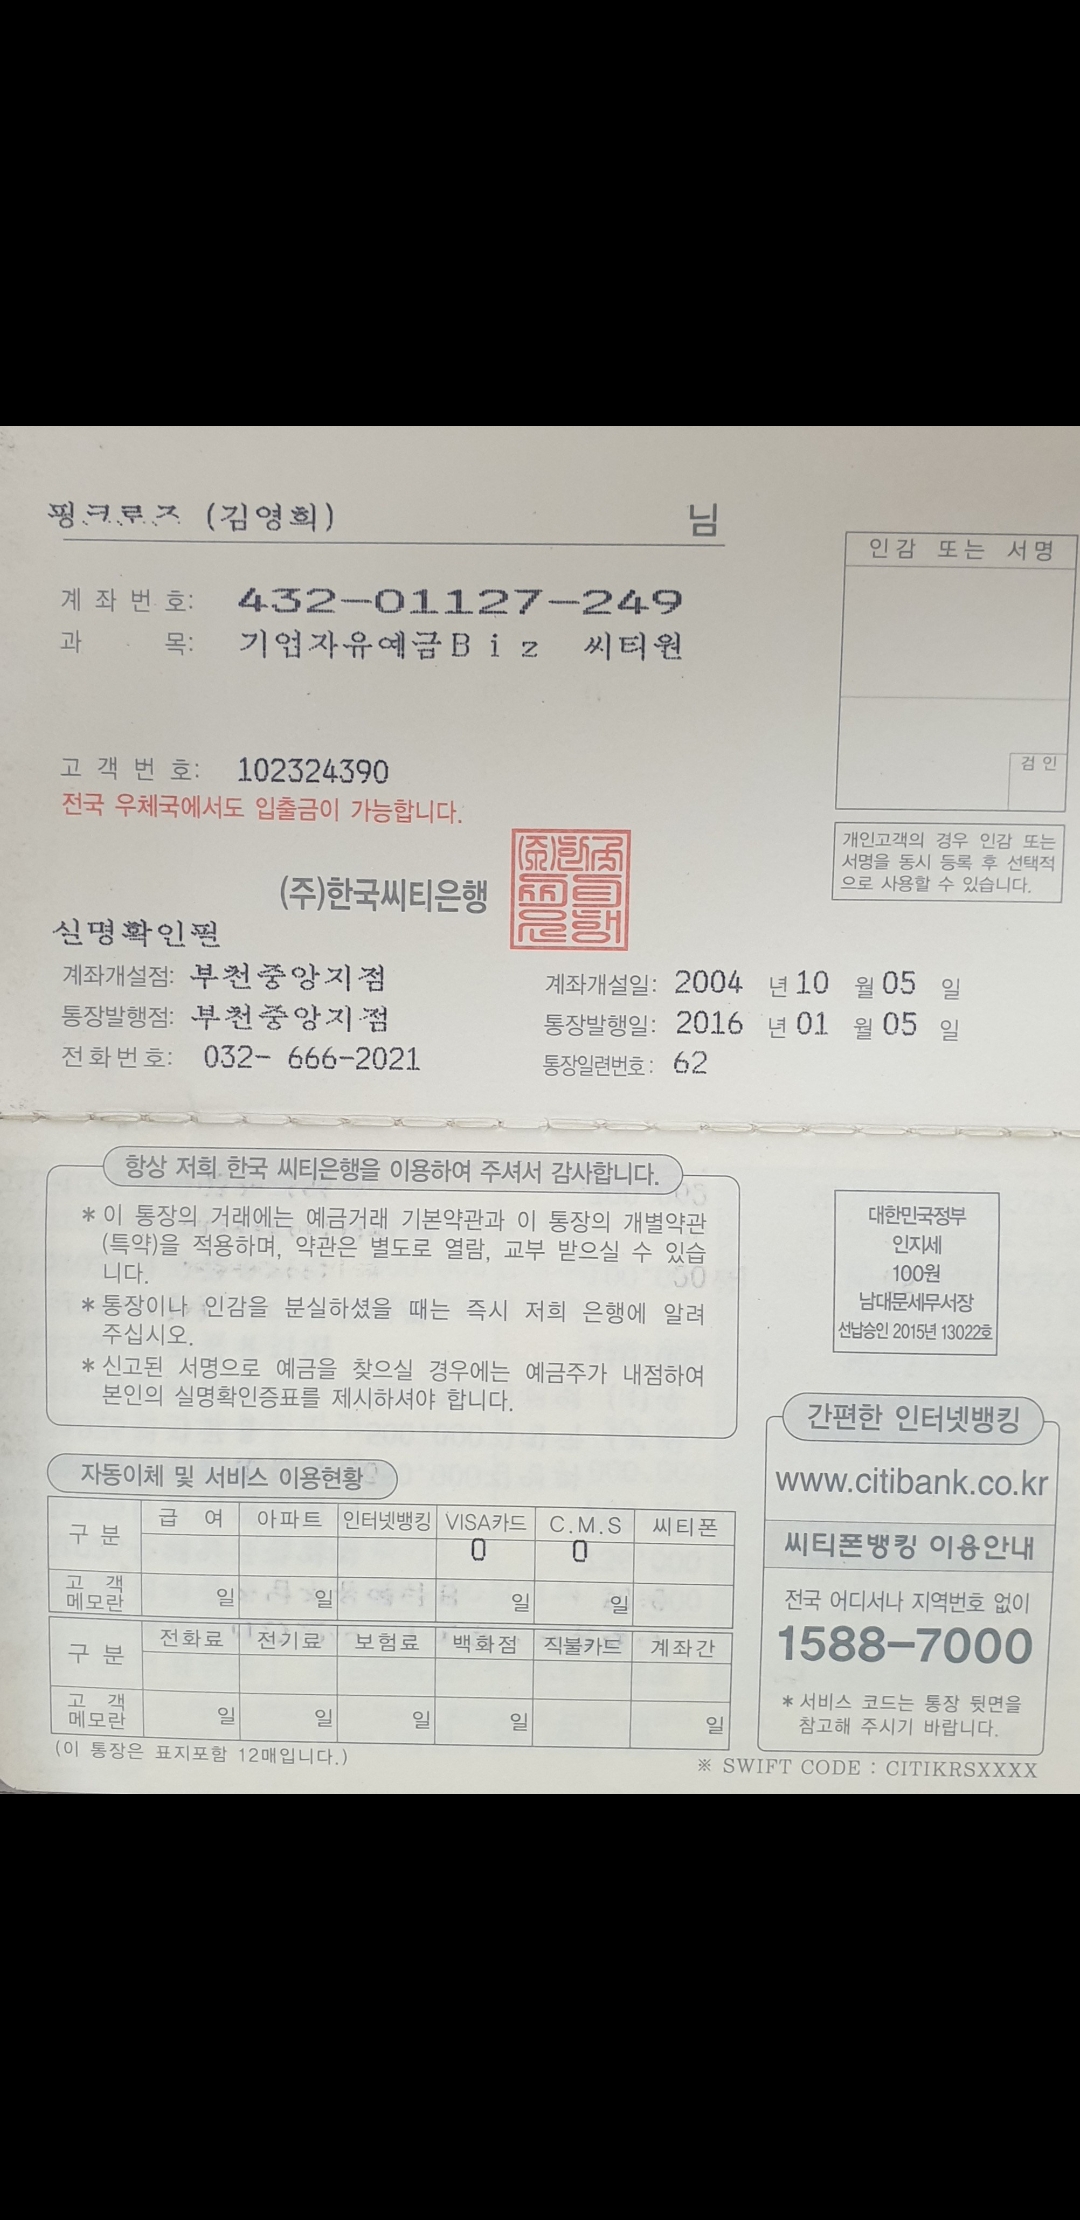 핑크루즈 (김영희) 님
계 좌 번 호: 432-01127-249
과 목: 기업자유예금Biz 씨티원
인감 또는 서명
검인
고 객 번 호: 102324390
전국 우체국에서도 입출금이 가능합니다.
개인고객의 경우 인감 또는
서명을 동시 등록 후 선택적
으로 사용할 수 있습니다.
(주)한국씨티은행
실명확인필
계좌개설점: 부천중앙지점
계좌개설일: 2004 년 10 월 05 일
통장발행점: 부천중앙지점
통장발행일: 2016 년 01 월 05 일
전화번호: 032- 666-2021
통장일련번호: 62
항상 저희 한국 씨티은행을 이용하여 주셔서 감사합니다.
* 이 통장의 거래에는 예금거래 기본약관과 이 통장의 개별약관
(특약)을 적용하며, 약관은 별도로 열람, 교부 받으실 수 있습
니다.
* 통장이나 인감을 분실하셨을 때는 즉시 저희 은행에 알려
주십시오.
* 신고된 서명으로 예금을 찾으실 경우에는 예금주가 내점하여
본인의 실명확인증표를 제시하셔야 합니다.
대한민국정부
인지세
100원
남대문세무서장
선납승인 2015년 13022호
자동이체 및 서비스 이용현황
구 분 급 여 아파트 인터넷뱅킹 VISA카드 C.M.S 씨티폰
0 0
고 객
메모란 일 일 일 일
구 분 전화료 전기료 보험료 백화점 직불카드 계좌간
고 객
메모란 일 일 일 일 일
(이 통장은 표지포함 12매입니다.)
간편한 인터넷뱅킹
www.citibank.co.kr
씨티폰뱅킹 이용안내
전국 어디서나 지역번호 없이
1588-7000
* 서비스 코드는 통장 뒷면을
참고해 주시기 바랍니다.
※ SWIFT CODE : CITIKRSXXXX